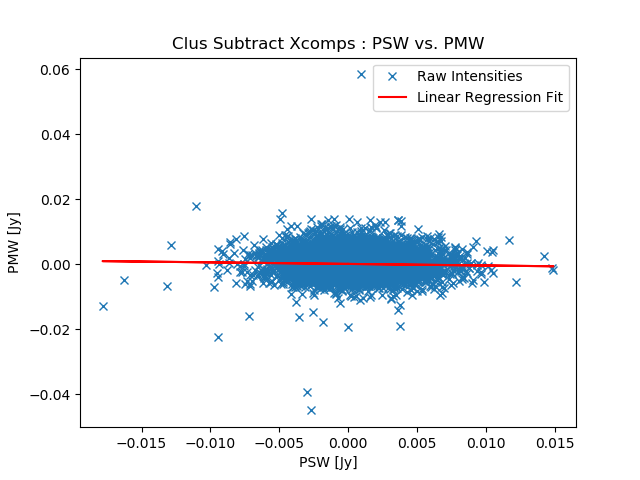 Clus Subtract Xcomps : PSW vs. PMW
0.06
0.04
0.02
0.00
−0.02
−0.04
PMW [Jy]
Raw Intensities
Linear Regression Fit
−0.015 −0.010 −0.005 0.000 0.005 0.010 0.015
PSW [Jy]